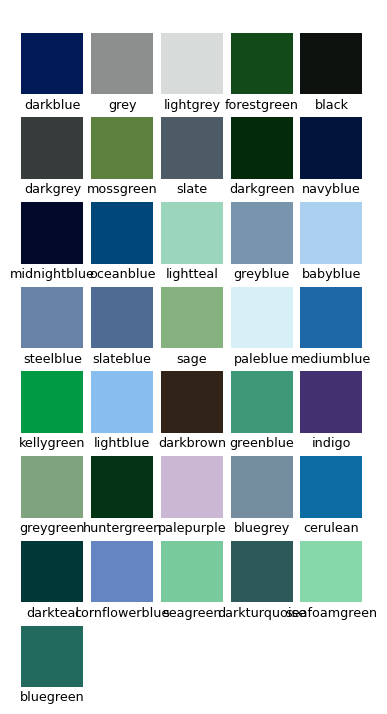 darkblue grey lightgrey forestgreen black
darkgrey mossgreen slate darkgreen navyblue
midnightblue oceanblue lightteal greyblue babyblue
steelblue slateblue sage paleblue mediumblue
kellygreen lightblue darkbrown greenblue indigo
greygreen huntergreen palepurple bluegrey cerulean
darkteal cornflowerblue seagreen darkturquoise seafoamgreen
bluegreen